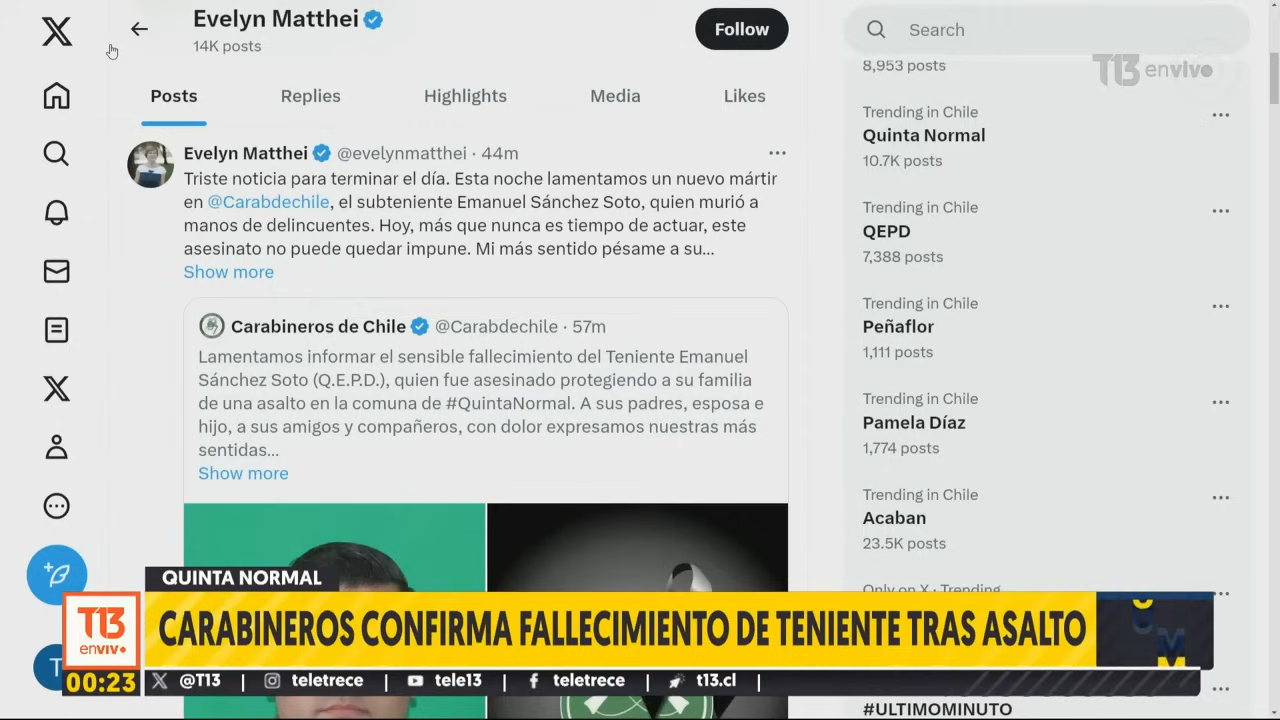 Evelyn Matthei
14K posts
Follow
Search
Posts
Replies
Highlights
Media
Likes
Evelyn Matthei @evelynmatthei · 44m
Triste noticia para terminar el día. Esta noche lamentamos un nuevo mártir
en @Carabdechile, el subteniente Emanuel Sánchez Soto, quien murió a
manos de delincuentes. Hoy, más que nunca es tiempo de actuar, este
asesinato no puede quedar impune. Mi más sentido pésame a su...
Show more
Carabineros de Chile @Carabdechile · 57m
Lamentamos informar el sensible fallecimiento del Teniente Emanuel
Sánchez Soto (Q.E.P.D.), quien fue asesinado protegiendo a su familia
de una asalto en la comuna de #QuintaNormal. A sus padres, esposa e
hijo, a sus amigos y compañeros, con dolor expresamos nuestras más
sentidas...
Show more
8,953 posts
T13 envivo
Trending in Chile
Quinta Normal
10.7K posts
Trending in Chile
QEPD
7,388 posts
Trending in Chile
Peñaflor
1,111 posts
Trending in Chile
Pamela Díaz
1,774 posts
Trending in Chile
Acaban
23.5K posts
Only on X · Trending
#ULTIMOMINUTO
QUINTA NORMAL
CARABINEROS CONFIRMA FALLECIMIENTO DE TENIENTE TRAS ASALTO
T13
envivo
00:23
@T13 | teletrece | tele13 | teletrece | t13.cl |